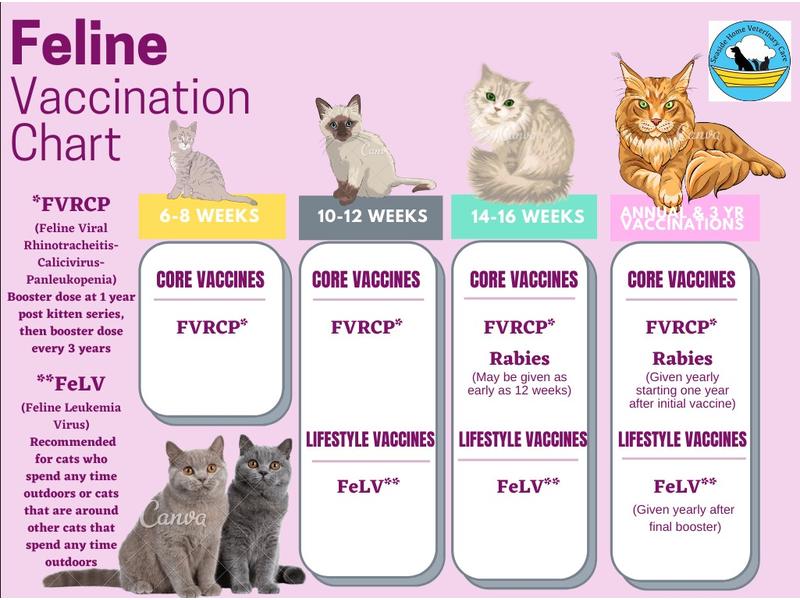 Feline
Vaccination
Chart
Seaside Home Veterinary Care
*FVRCP
(Feline Viral
Rhinotracheitis-
Calicivirus-
Panleukopenia)
Booster dose at 1 year
post kitten series,
then booster dose
every 3 years
**FeLV
(Feline Leukemia
Virus)
Recommended
for cats who
spend any time
outdoors or cats
that are around
other cats that
spend any time
outdoors
6-8 WEEKS
CORE VACCINES
FVRCP*
10-12 WEEKS
CORE VACCINES
FVRCP*
LIFESTYLE VACCINES
FeLV**
14-16 WEEKS
CORE VACCINES
FVRCP*
Rabies
(May be given as
early as 12 weeks)
LIFESTYLE VACCINES
FeLV**
ANNUAL & 3 YR
VACCINATIONS
CORE VACCINES
FVRCP*
Rabies
(Given yearly
starting one year
after initial vaccine)
LIFESTYLE VACCINES
FeLV**
(Given yearly after
final booster)
Canva
Canva
Canva
Canva